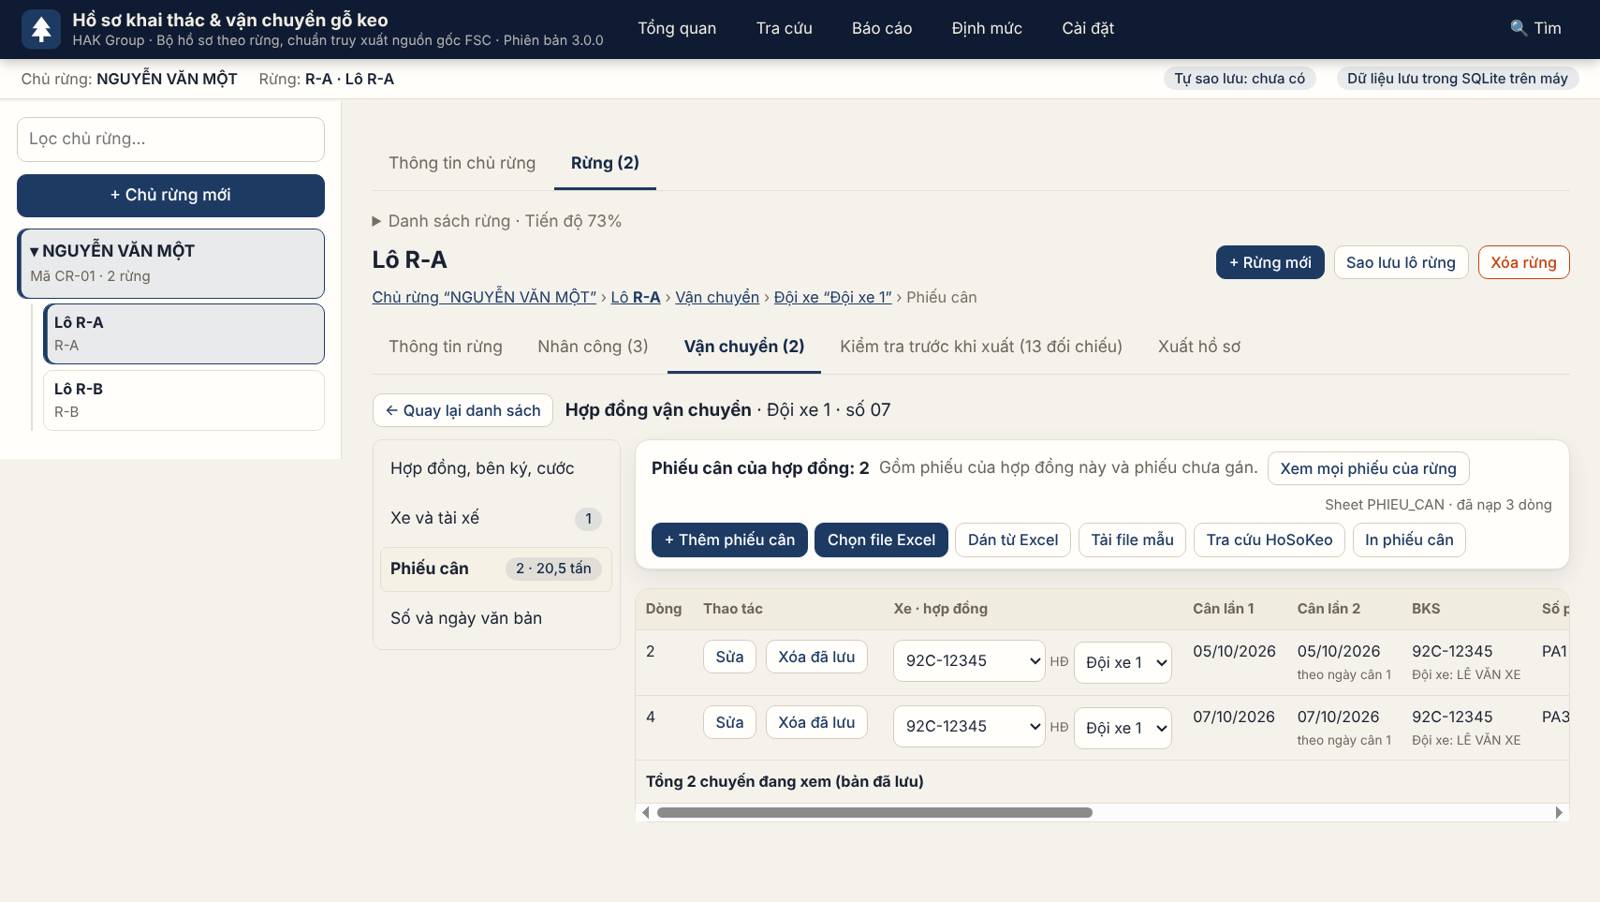 Hồ sơ khai thác & vận chuyển gỗ keo
HAK Group · Bộ hồ sơ theo rừng, chuẩn truy xuất nguồn gốc FSC · Phiên bản 3.0.0
Tổng quan Tra cứu Báo cáo Định mức Cài đặt
Tìm
Chủ rừng: NGUYỄN VĂN MỘT Rừng: R-A · Lô R-A
Tự sao lưu: chưa có Dữ liệu lưu trong SQLite trên máy
Lọc chủ rừng...
+ Chủ rừng mới
▾ NGUYỄN VĂN MỘT
Mã CR-01 · 2 rừng
Lô R-A
R-A
Lô R-B
R-B
Thông tin chủ rừng Rừng (2)
▶ Danh sách rừng · Tiến độ 73%
Lô R-A
+ Rừng mới Sao lưu lô rừng Xóa rừng
Chủ rừng “NGUYỄN VĂN MỘT” › Lô R-A › Vận chuyển › Đội xe “Đội xe 1” › Phiếu cân
Thông tin rừng Nhân công (3) Vận chuyển (2) Kiểm tra trước khi xuất (13 đối chiếu) Xuất hồ sơ
← Quay lại danh sách Hợp đồng vận chuyển · Đội xe 1 · số 07
Hợp đồng, bên ký, cước
Xe và tài xế 1
Phiếu cân 2 · 20,5 tấn
Số và ngày văn bản
Phiếu cân của hợp đồng: 2 Gồm phiếu của hợp đồng này và phiếu chưa gán. Xem mọi phiếu của rừng
Sheet PHIEU_CAN · đã nạp 3 dòng
+ Thêm phiếu cân Chọn file Excel Dán từ Excel Tải file mẫu Tra cứu HoSoKeo In phiếu cân
Dòng Thao tác Xe · hợp đồng Cân lần 1 Cân lần 2 BKS Số
2 Sửa Xóa đã lưu 92C-12345 HĐ Đội xe 1 05/10/2026 05/10/2026 92C-12345 PA1
theo ngày cân 1 Đội xe: LÊ VĂN XE
4 Sửa Xóa đã lưu 92C-12345 HĐ Đội xe 1 07/10/2026 07/10/2026 92C-12345 PA3
theo ngày cân 1 Đội xe: LÊ VĂN XE
Tổng 2 chuyến đang xem (bản đã lưu)